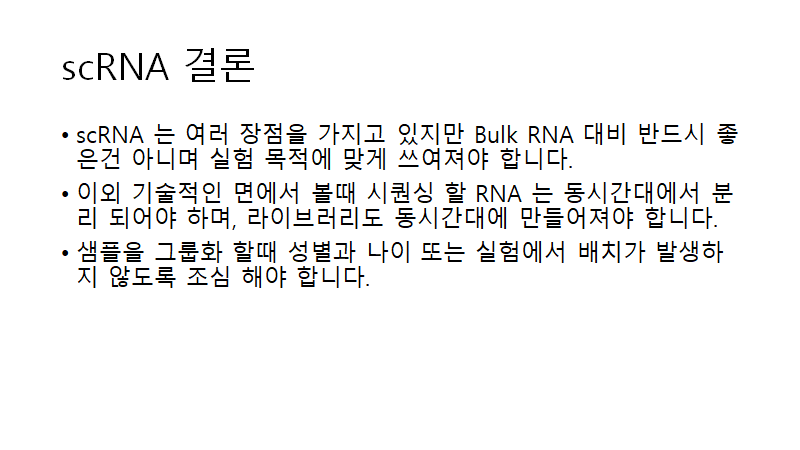 scRNA 결론
• scRNA 는 여러 장점을 가지고 있지만 Bulk RNA 대비 반드시 좋
은건 아니며 실험 목적에 맞게 쓰여져야 합니다.
• 이외 기술적인 면에서 볼때 시퀀싱 할 RNA 는 동시간대에서 분
리 되어야 하며, 라이브러리도 동시간대에 만들어져야 합니다.
• 샘플을 그룹화 할때 성별과 나이 또는 실험에서 배치가 발생하
지 않도록 조심 해야 합니다.